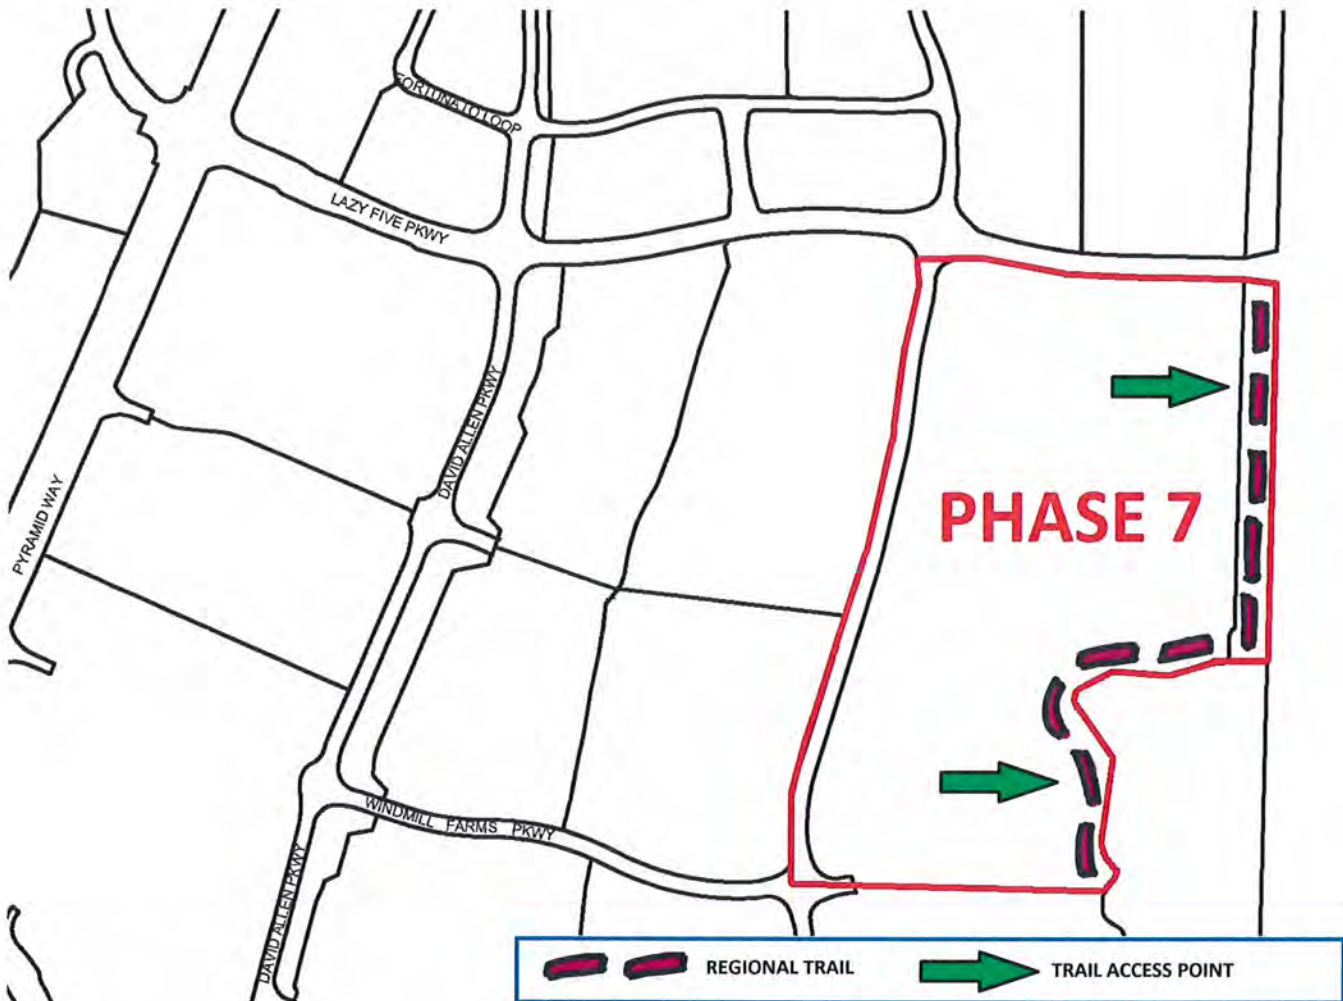 FORTUNATO LOOP
LAZY FIVE PKWY
DAVID ALLEN PKWY
PYRAMID WAY
PHASE 7
WINDMILL FARMS PKWY
DAVID ALLEN PKWY
REGIONAL TRAIL
TRAIL ACCESS POINT